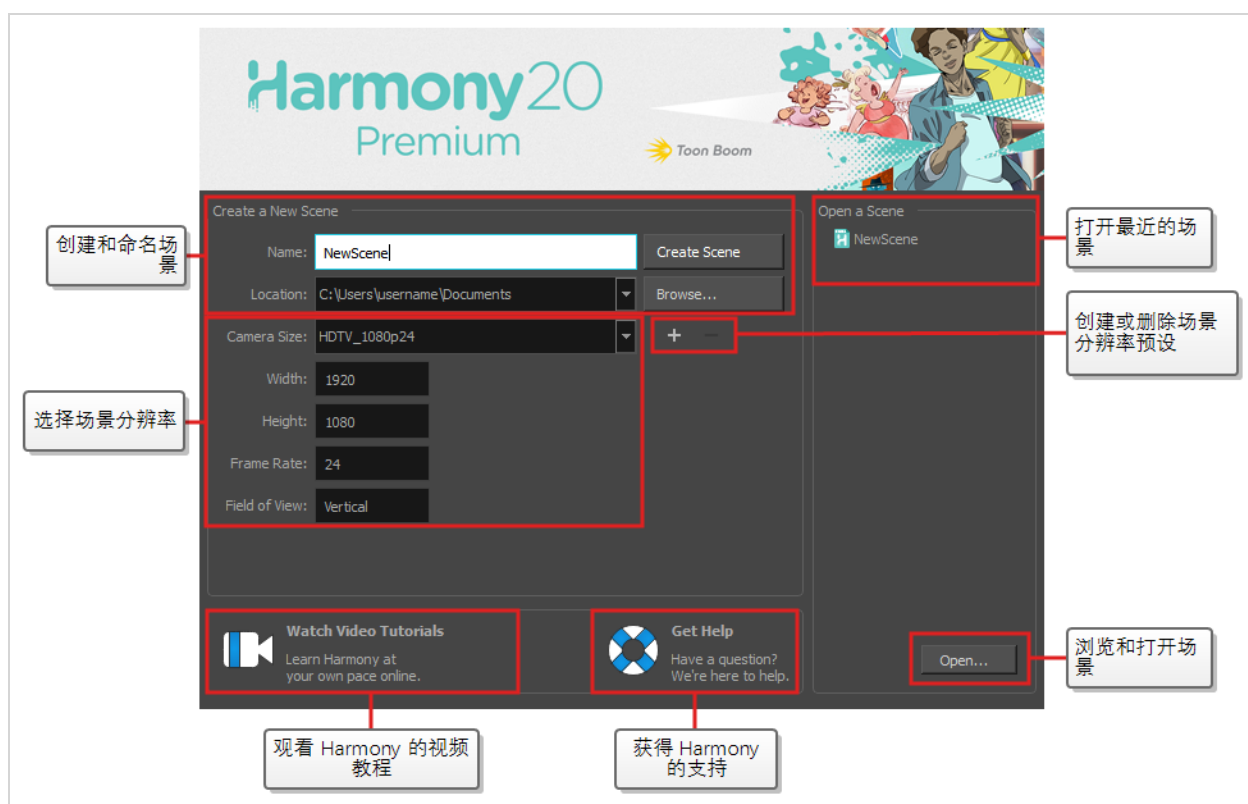 Harmony20
Premium
Toon Boom
Create a New Scene
Name: NewScene Create Scene
Location: C:\Users\username\Documents Browse...
Camera Size: HDTV_1080p24 + −
Width: 1920
Height: 1080
Frame Rate: 24
Field of View: Vertical
Open a Scene
NewScene
Watch Video Tutorials
Learn Harmony at
your own pace online.
Get Help
Have a question?
We're here to help.
Open...
创建和命名场
景
选择场景分辨率
打开最近的场
景
创建或删除场景
分辨率预设
浏览和打开场
景
观看 Harmony 的视频
教程
获得 Harmony
的支持